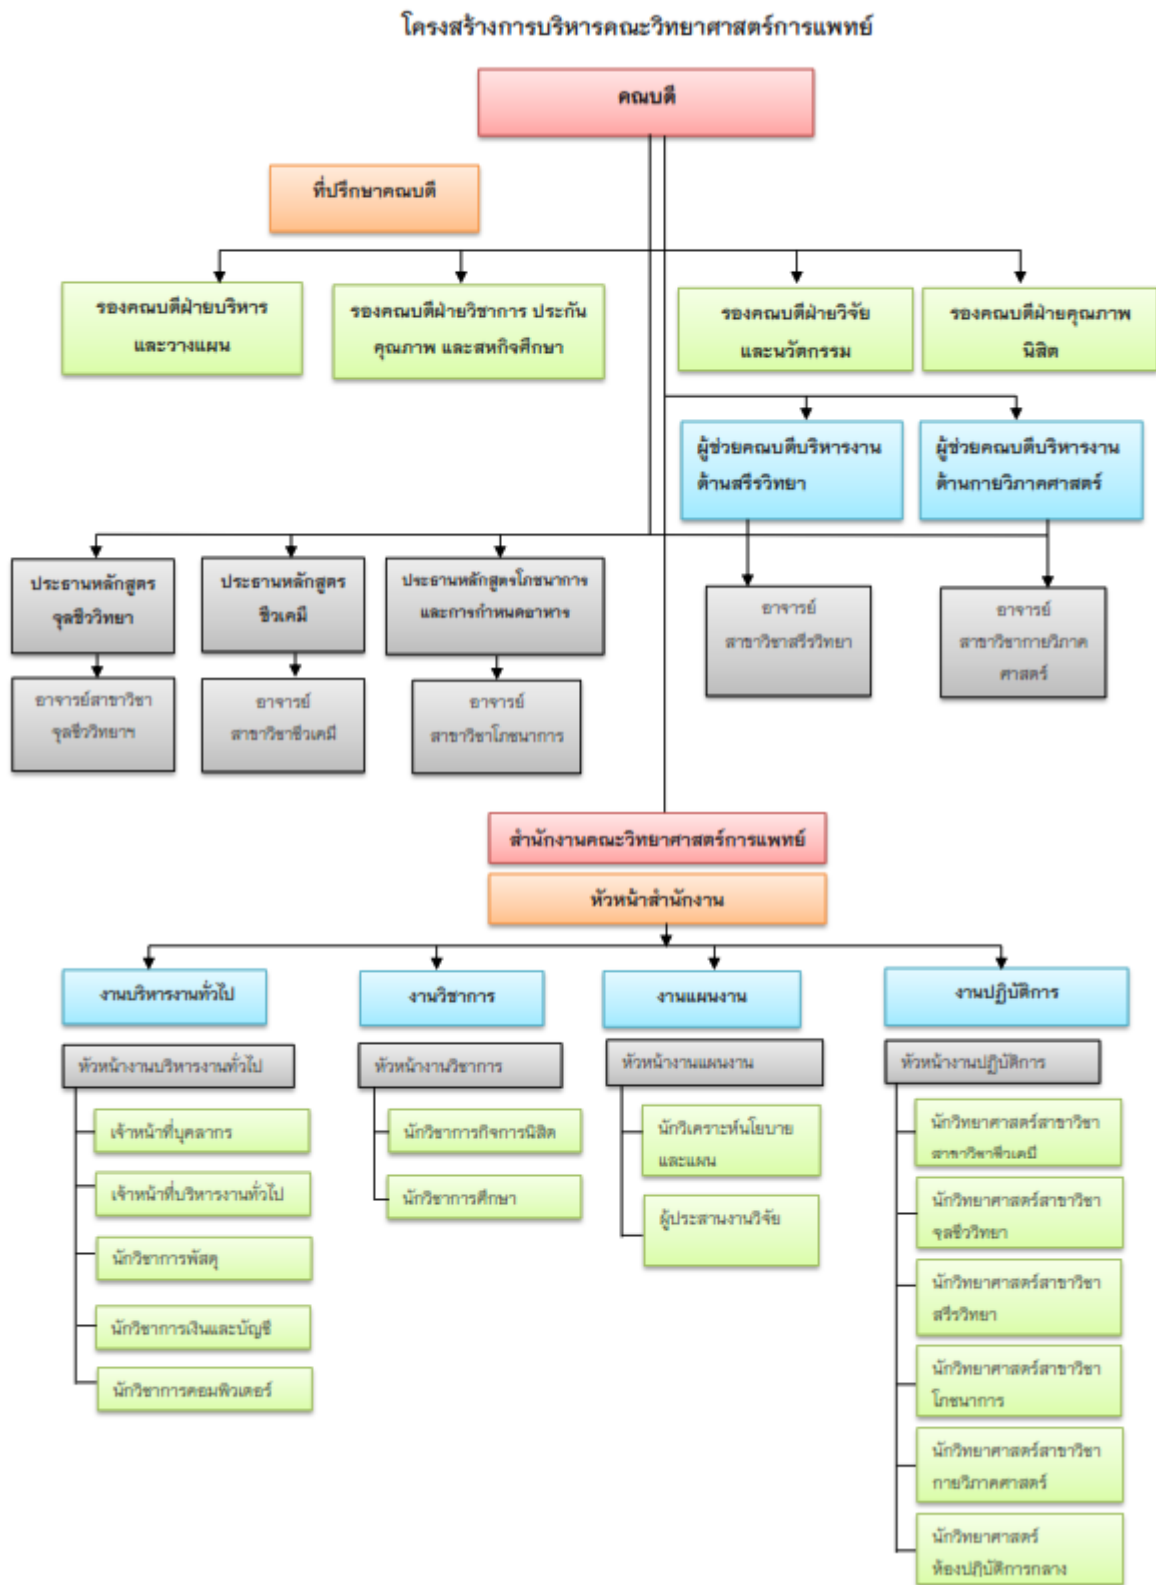 โครงสร้างการบริหารคณะวิทยาศาสตร์การแพทย์
คณบดี
ที่ปรึกษาคณบดี
รองคณบดีฝ่ายบริหาร
และวางแผน
รองคณบดีฝ่ายวิชาการ ประกัน
คุณภาพ และสหกิจศึกษา
รองคณบดีฝ่ายวิจัย
และนวัตกรรม
รองคณบดีฝ่ายคุณภาพ
นิสิต
ผู้ช่วยคณบดีบริหารงาน
ด้านสรีรวิทยา
ผู้ช่วยคณบดีบริหารงาน
ด้านกายวิภาคศาสตร์
ประธานหลักสูตร
จุลชีววิทยา
ประธานหลักสูตร
ชีวเคมี
ประธานหลักสูตรโภชนาการ
และการกำหนดอาหาร
อาจารย์
สาขาวิชาสรีรวิทยา
อาจารย์
สาขาวิชากายวิภาค
ศาสตร์
อาจารย์สาขาวิชา
จุลชีววิทยาฯ
อาจารย์
สาขาวิชาชีวเคมี
อาจารย์
สาขาวิชาโภชนาการ
สำนักงานคณะวิทยาศาสตร์การแพทย์
หัวหน้าสำนักงาน
งานบริหารงานทั่วไป
งานวิชาการ
งานแผนงาน
งานปฏิบัติการ
หัวหน้างานบริหารงานทั่วไป
เจ้าหน้าที่บุคลากร
เจ้าหน้าที่บริหารงานทั่วไป
นักวิชาการพัสดุ
นักวิชาการเงินและบัญชี
นักวิชาการคอมพิวเตอร์
หัวหน้างานวิชาการ
นักวิชาการกิจการนิสิต
นักวิชาการศึกษา
หัวหน้างานแผนงาน
นักวิเคราะห์นโยบาย
และแผน
ผู้ประสานงานวิจัย
หัวหน้างานปฏิบัติการ
นักวิทยาศาสตร์สาขาวิชา
สาขาวิชาชีวเคมี
นักวิทยาศาสตร์สาขาวิชา
จุลชีววิทยา
นักวิทยาศาสตร์สาขาวิชา
สรีรวิทยา
นักวิทยาศาสตร์สาขาวิชา
โภชนาการ
นักวิทยาศาสตร์สาขาวิชา
กายวิภาคศาสตร์
นักวิทยาศาสตร์
ห้องปฏิบัติการกลาง